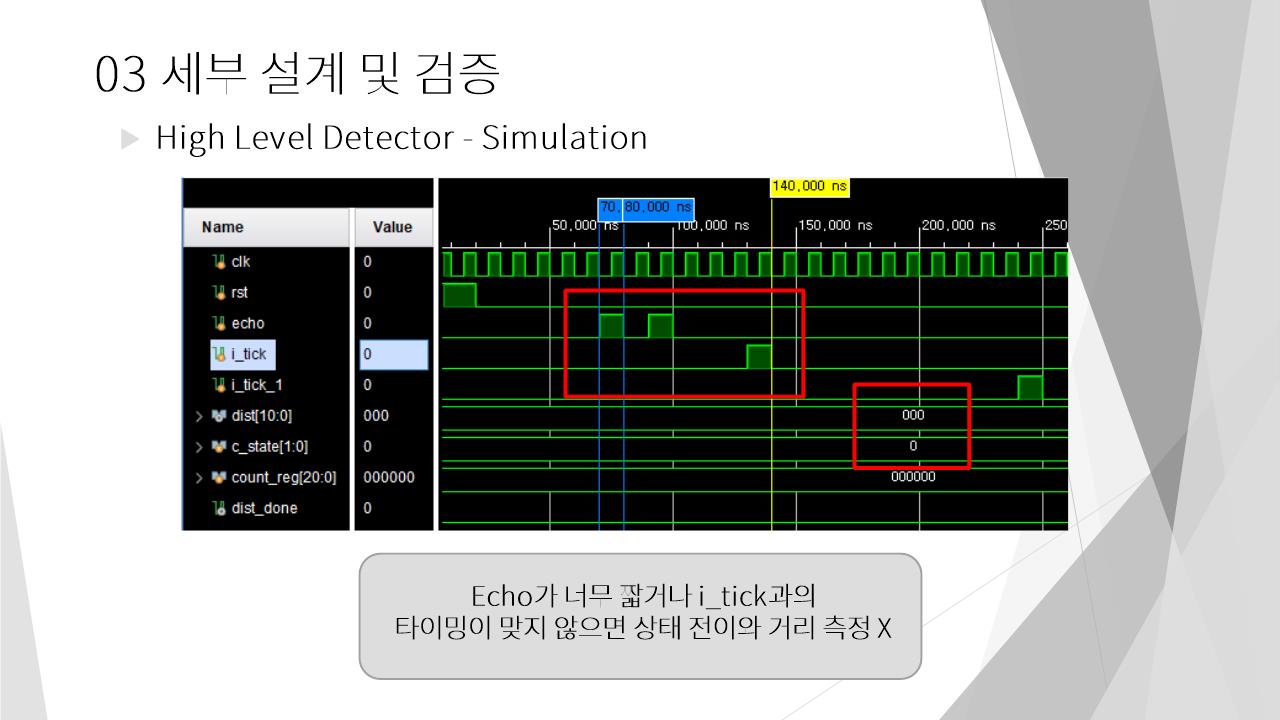 03 세부 설계 및 검증
High Level Detector - Simulation
140,000 ns
70, 80,000 ns
Name Value 50,000 ns 100,000 ns 150,000 ns 200,000 ns 250
clk 0
rst 0
echo 0
i_tick 0
i_tick_1 0
dist[10:0] 000 000
c_state[1:0] 0 0
count_reg[20:0] 000000 000000
dist_done 0
Echo가 너무 짧거나 i_tick과의
타이밍이 맞지 않으면 상태 전이와 거리 측정 X